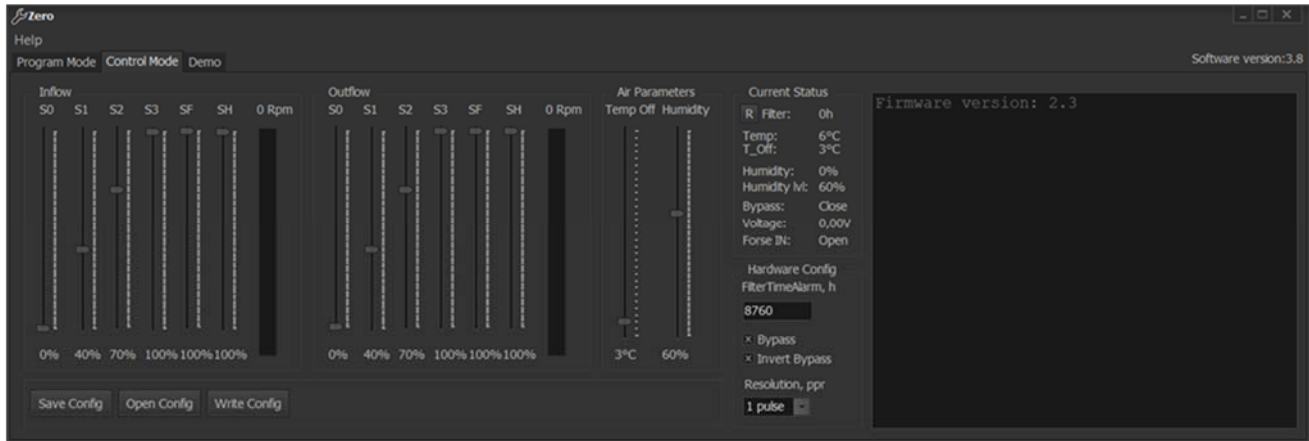 Zero
Help
Program Mode Control Mode Demo
Software version:3.8
Inflow
S0 S1 S2 S3 SF SH 0 Rpm
0% 40% 70% 100% 100% 100%
Outflow
S0 S1 S2 S3 SF SH 0 Rpm
0% 40% 70% 100% 100% 100%
Air Parameters
Temp Off Humidity
3°C 60%
Current Status
R Filter: 0h
Temp: 6°C
T_Off: 3°C
Humidity: 0%
Humidity lvl: 60%
Bypass: Close
Voltage: 0,00V
Forse IN: Open
Hardware Config
FilterTimeAlarm, h
8760
Bypass
Invert Bypass
Resolution, ppr
1 pulse
Firmware version: 2.3
Save Config Open Config Write Config